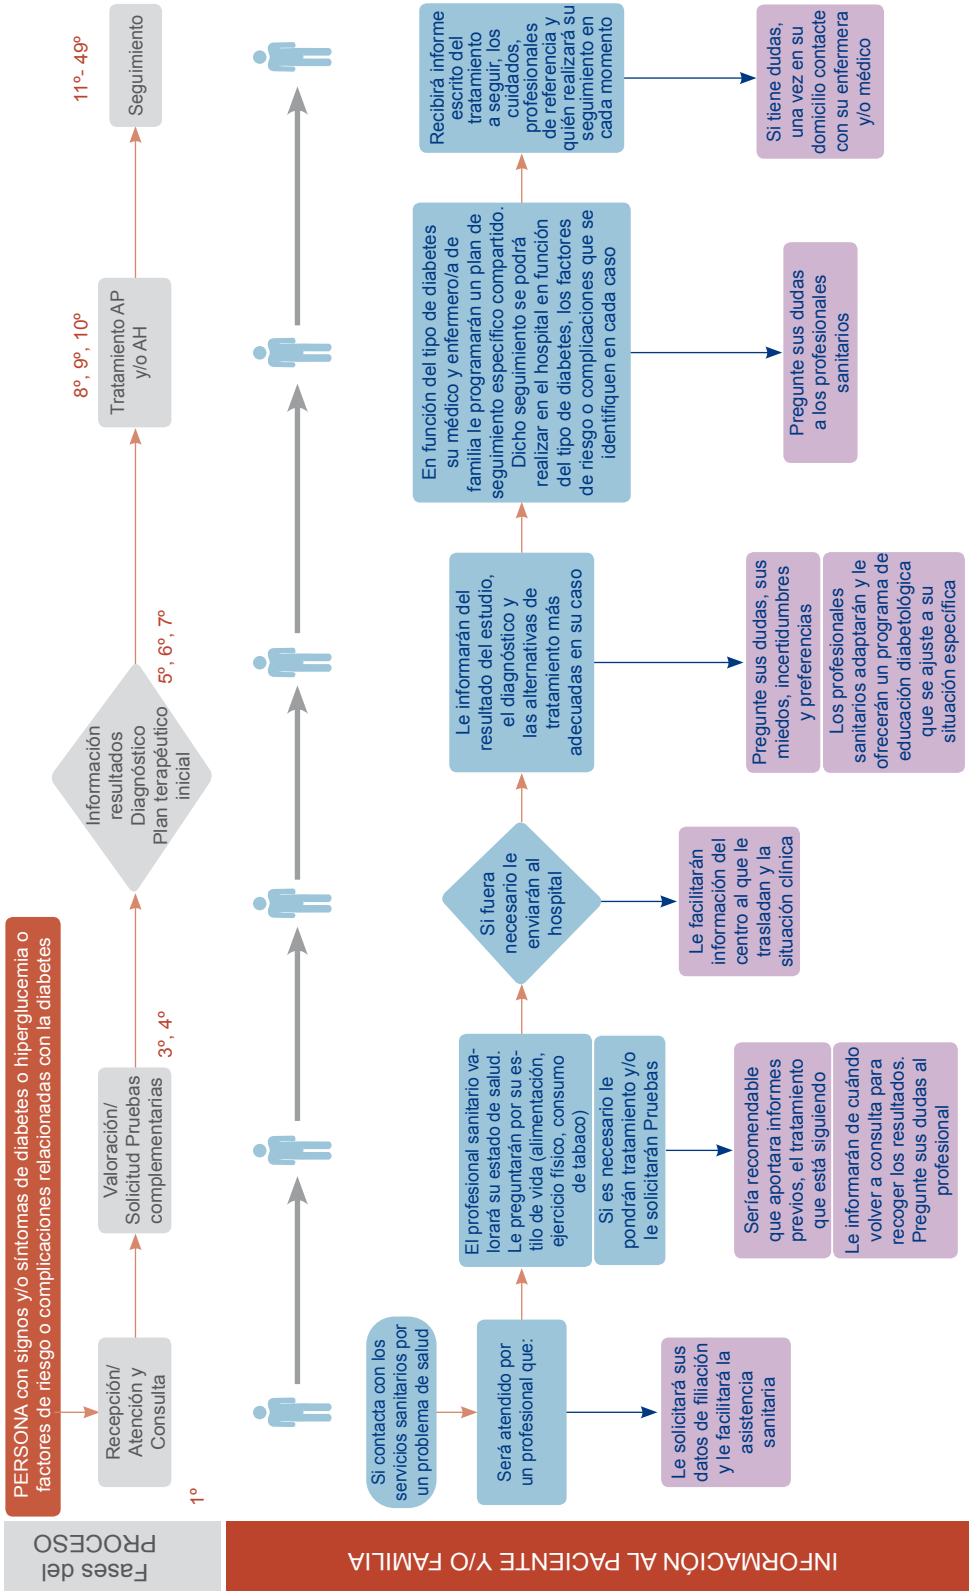 Fases del
PROCESO
PERSONA con signos y/o síntomas de diabetes o hiperglucemia o
factores de riesgo o complicaciones relacionadas con la diabetes
Recepción/
Atención y
Consulta
1º
Valoración/
Solicitud Pruebas
complementarias
3º, 4º
Información
resultados
Diagnóstico
Plan terapéutico
inicial
5º, 6º, 7º
Tratamiento AP
y/o AH
8º, 9º, 10º
Seguimiento
11º- 49º
INFORMACIÓN AL PACIENTE Y/O FAMILIA
Si contacta con los
servicios sanitarios por
un problema de salud
Será atendido por
un profesional que:
Le solicitará sus
datos de filiación
y le facilitará la
asistencia
sanitaria
El profesional sanitario va-
lorará su estado de salud.
Le preguntarán por su es-
tilo de vida (alimentación,
ejercicio físico, consumo
de tabaco)
Si es necesario le
pondrán tratamiento y/o
le solicitarán Pruebas
Sería recomendable
que aportara informes
previos, el tratamiento
que está siguiendo
Le informarán de cuándo
volver a consulta para
recoger los resultados.
Pregunte sus dudas al
profesional
Si fuera
necesario le
enviarán al
hospital
Le facilitarán
información del
centro al que le
trasladan y la
situación clínica
Le informarán del
resultado del estudio,
el diagnóstico y
las alternativas de
tratamiento más
adecuadas en su caso
Pregunte sus dudas, sus
miedos, incertidumbres
y preferencias
Los profesionales
sanitarios adaptarán y le
ofrecerán un programa de
educación diabetológica
que se ajuste a su
situación específica
En función del tipo de diabetes
su médico y enfermero/a de
familia le programarán un plan de
seguimiento específico compartido.
Dicho seguimiento se podrá
realizar en el hospital en función
del tipo de diabetes, los factores
de riesgo o complicaciones que se
identifiquen en cada caso
Pregunte sus dudas
a los profesionales
sanitarios
Recibirá informe
escrito del
tratamiento
a seguir, los
cuidados,
profesionales
de referencia y
quién realizará su
seguimiento en
cada momento
Si tiene dudas,
una vez en su
domicilio contacte
con su enfermera
y/o médico